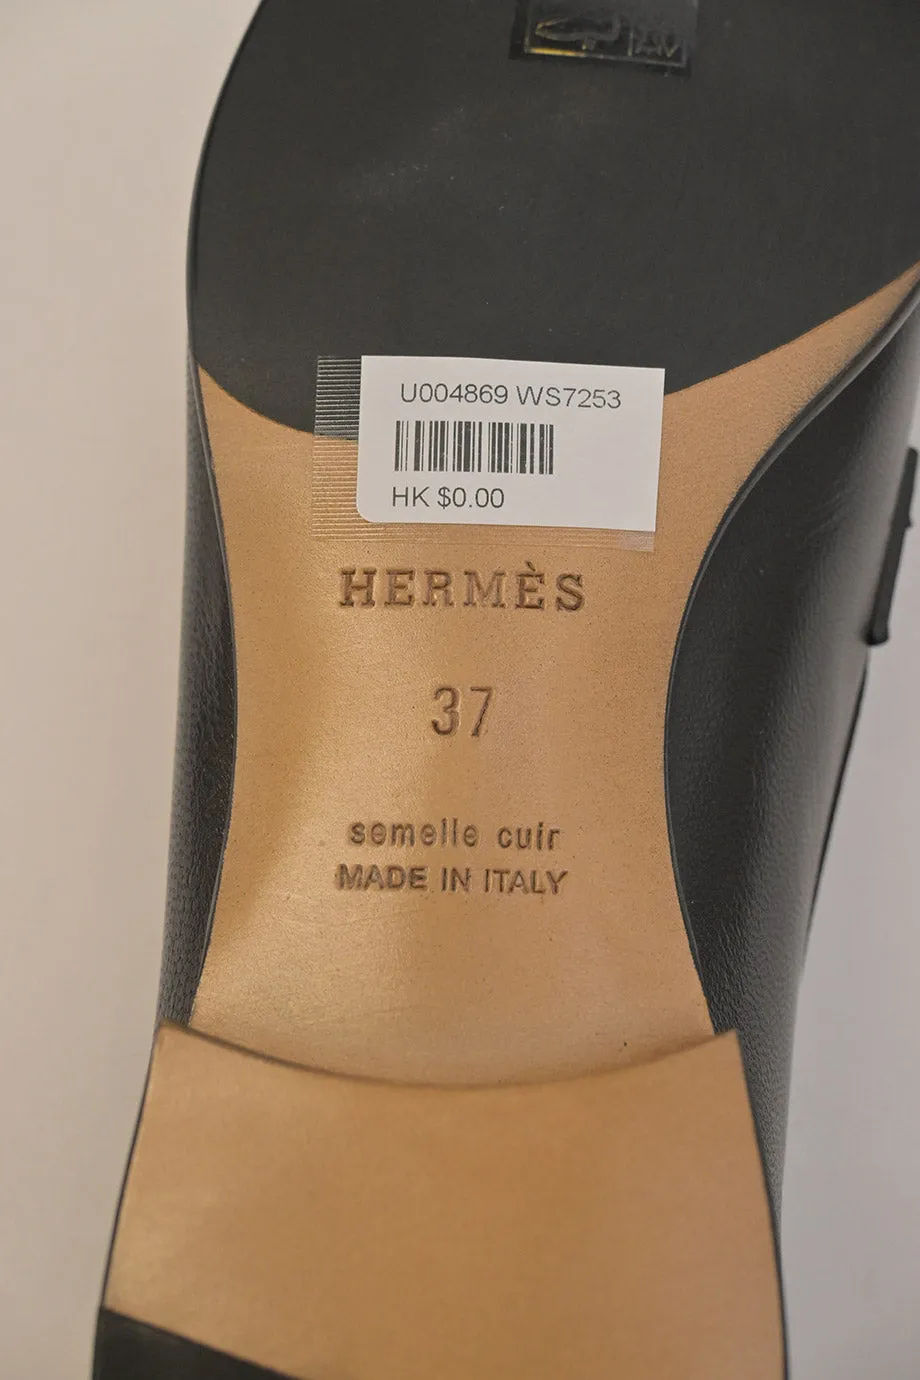 U004869 WS7253
HK $0.00
HERMÈS
37
semelle cuir
MADE IN ITALY